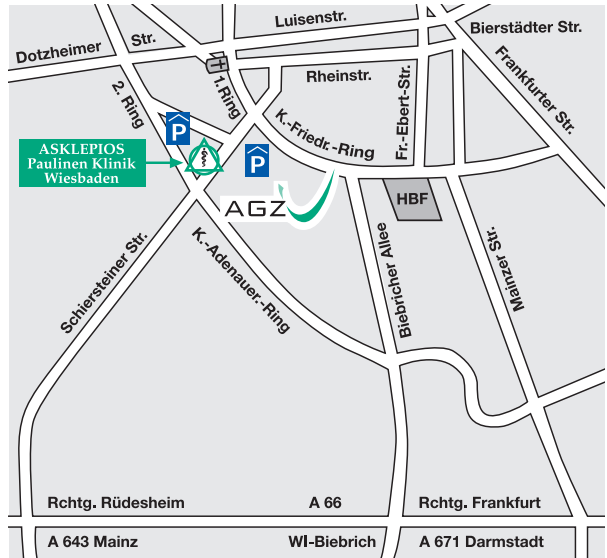 Luisenstr.
Bierstädter Str.
Dotzheimer Str.
Rheinstr.
Frankfurter Str.
2. Ring
1.Ring
K.-Friedr.-Ring
Fr.-Ebert-Str.
P
ASKLEPIOS
Paulinen Klinik
Wiesbaden
P
HBF
AGZ
Schiersteiner Str.
K.-Adenauer.-Ring
Biebricher Allee
Mainzer Str.
Rchtg. Rüdesheim
A 66
Rchtg. Frankfurt
A 643 Mainz
WI-Biebrich
A 671 Darmstadt